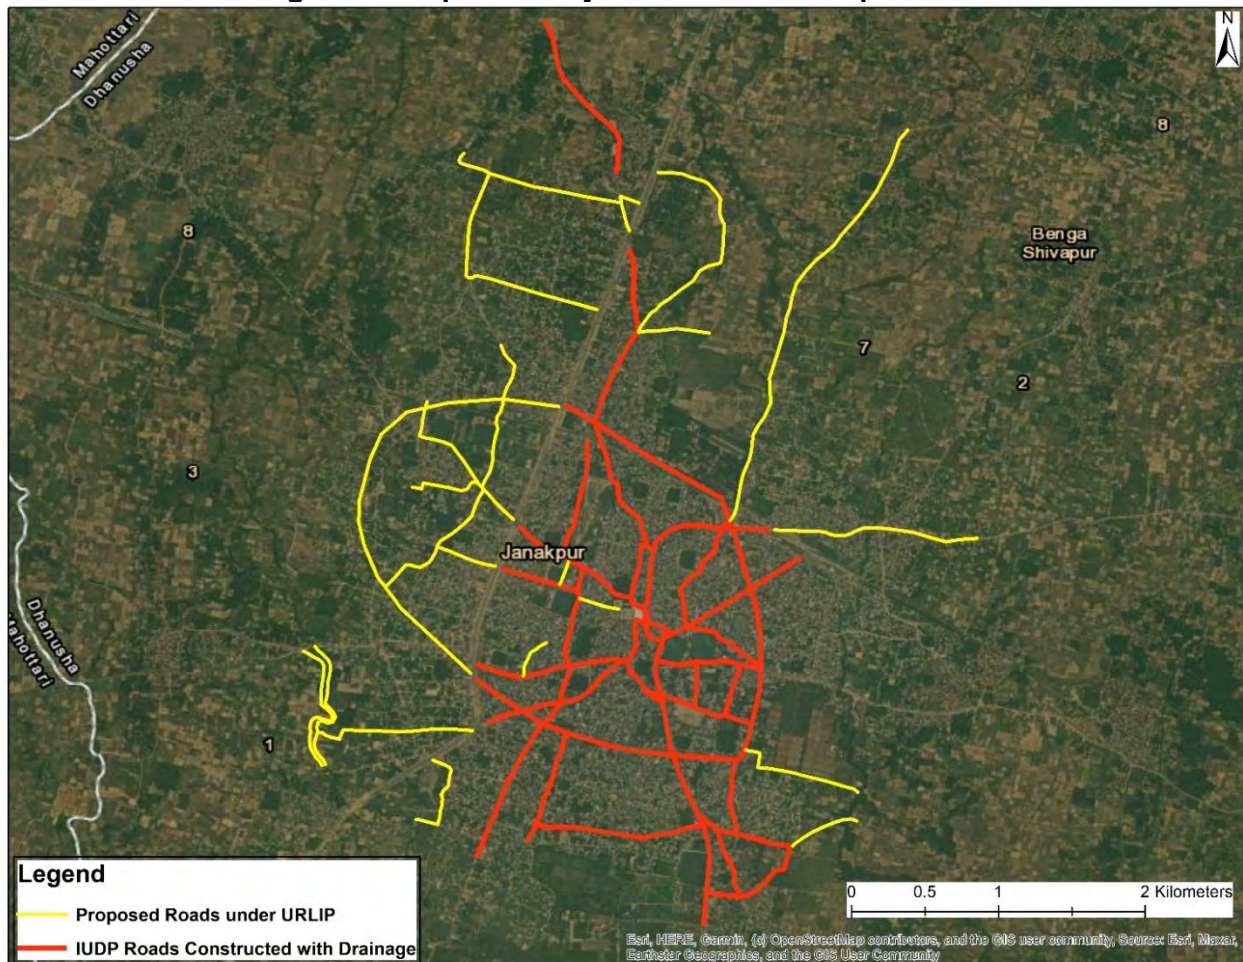 N
Mahottari
Dhanusha
8
8
Benga
Shivapur
7
2
3
Janakpur
Dhanusha
Mahottari
1
Legend
Proposed Roads under URLIP
IUDP Roads Constructed with Drainage
0 0.5 1 2 Kilometers
Esri, HERE, Garmin, (c) OpenStreetMap contributors, and the GIS user community, Source: Esri, Maxar,
Earthstar Geographics, and the GIS User Community